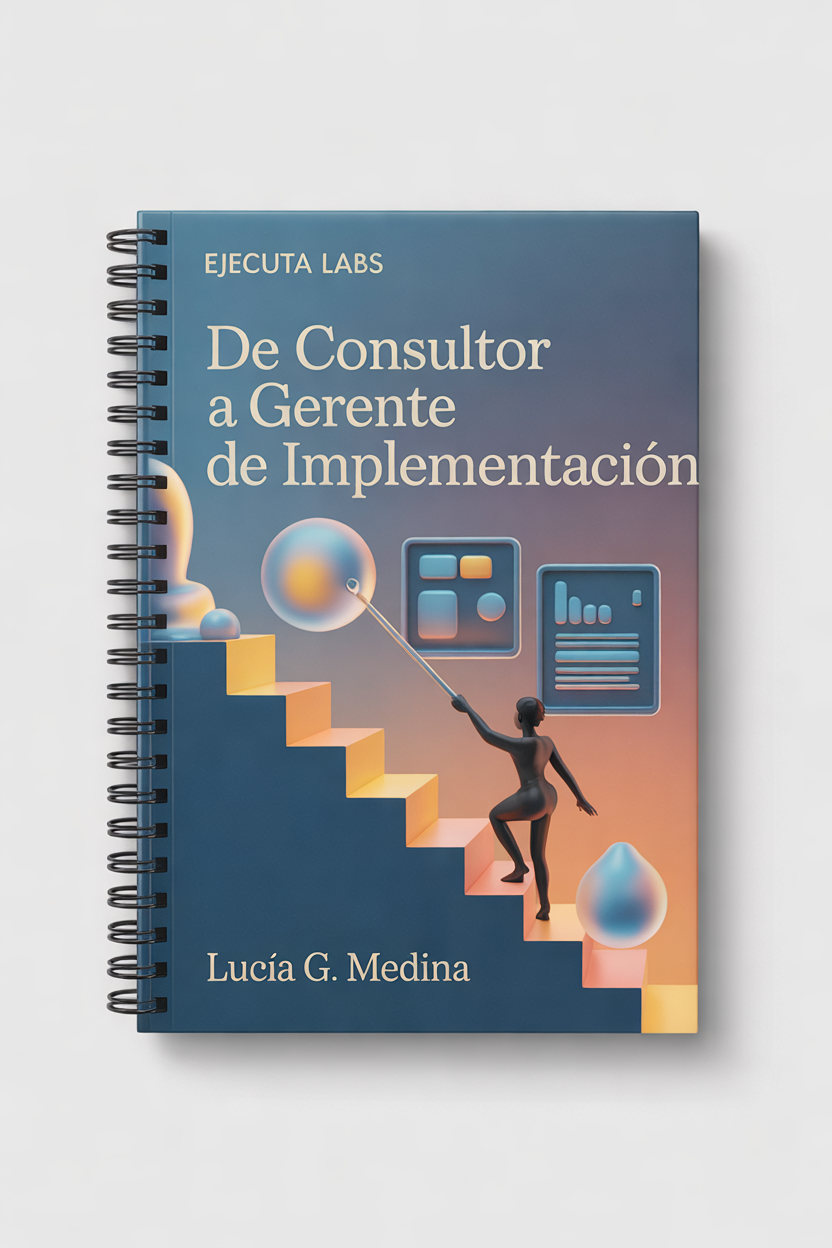 EJECUTA LABS
De Consultor
a Gerente
de Implementación
Lucía G. Medina